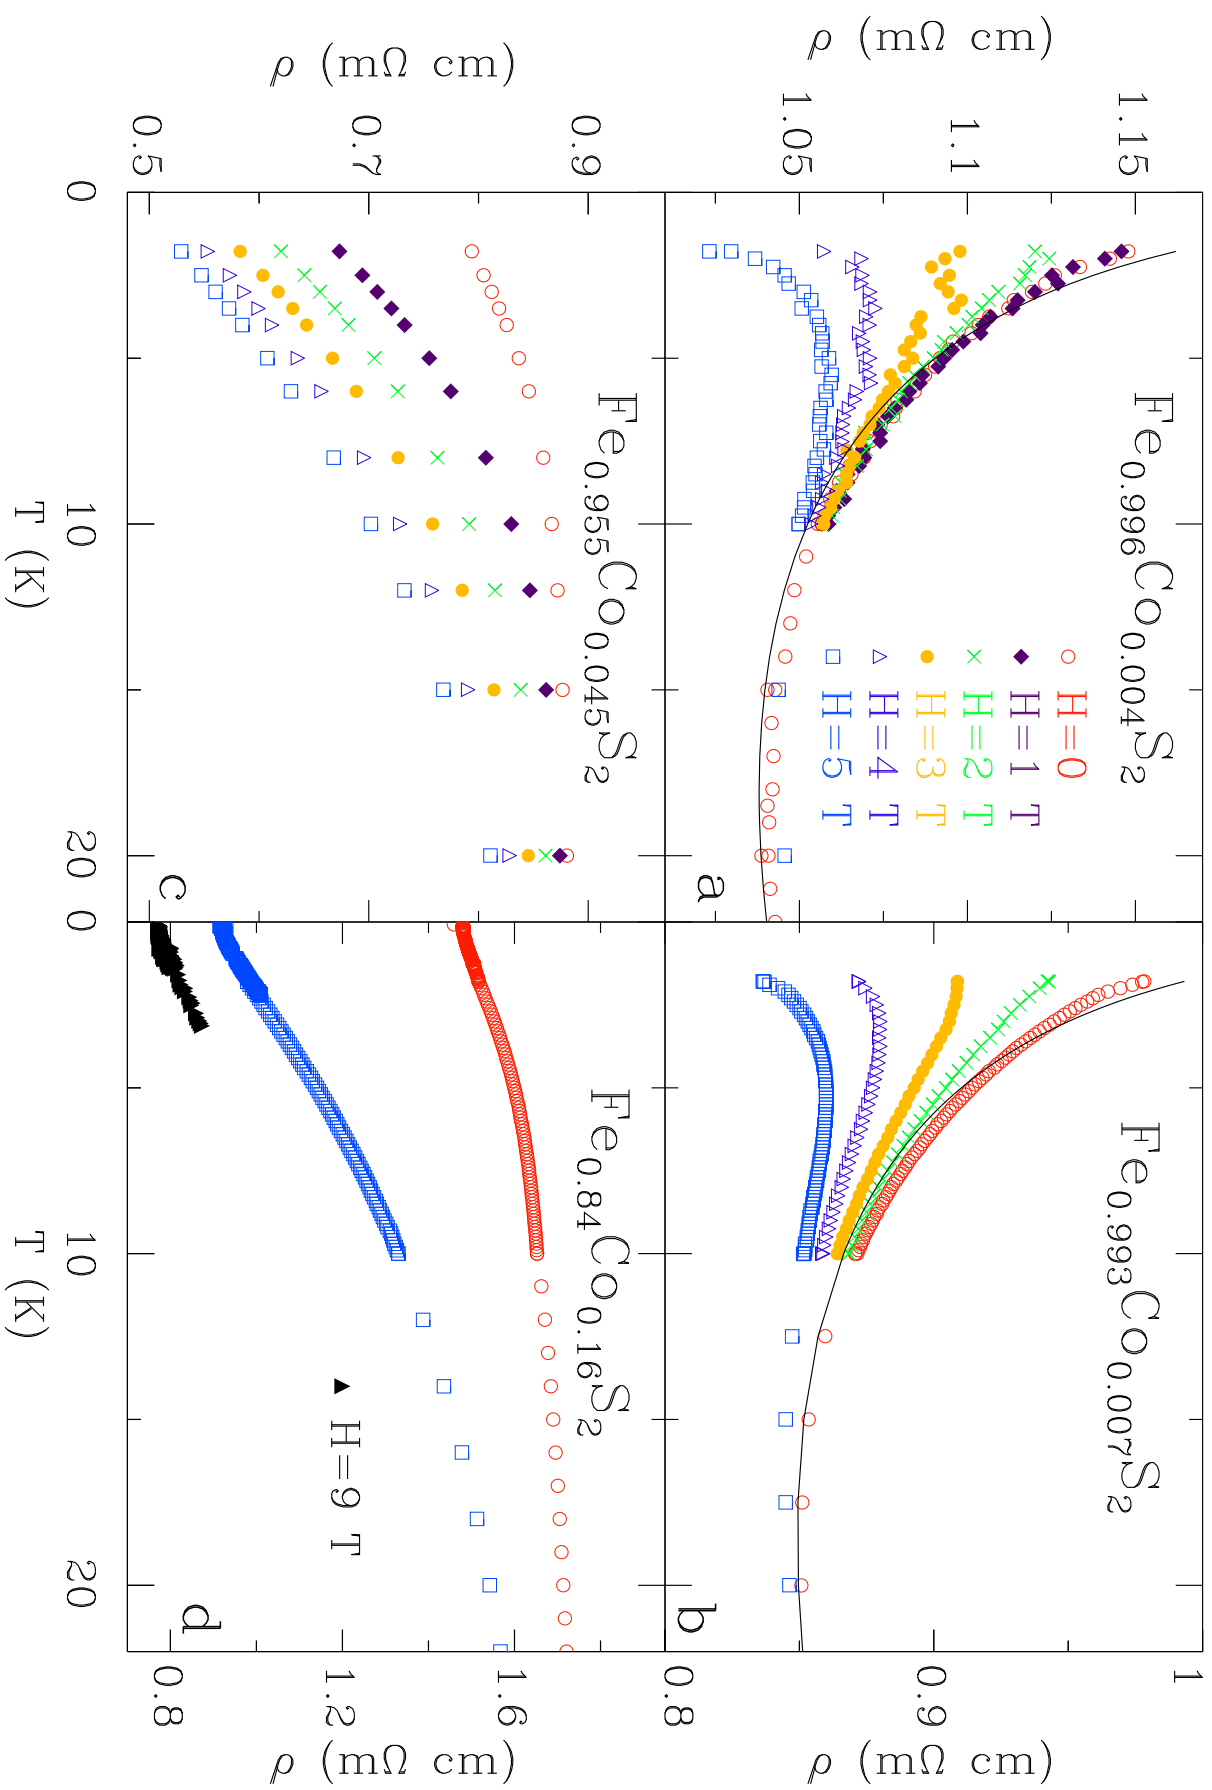 Fe0.996Co0.004S2
H=0
H=1 T
H=2 T
H=3 T
H=4 T
H=5 T
a
ρ (mΩ cm)
1.15
1.1
1.05
Fe0.993Co0.007S2
b
1
0.9
0.8
ρ (mΩ cm)
Fe0.955Co0.045S2
c
ρ (mΩ cm)
0.9
0.7
0.5
0 10 20
T (K)
Fe0.84Co0.16S2
H=9 T
d
1.6
1.2
0.8
ρ (mΩ cm)
0 10 20
T (K)